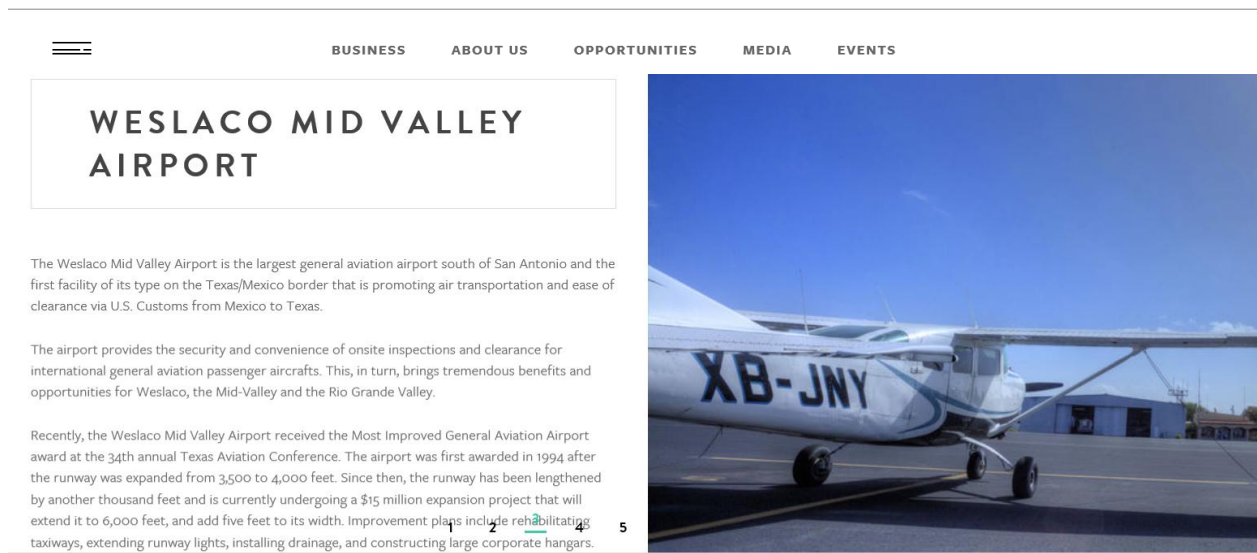 BUSINESS ABOUT US OPPORTUNITIES MEDIA EVENTS
WESLACO MID VALLEY
AIRPORT
The Weslaco Mid Valley Airport is the largest general aviation airport south of San Antonio and the
first facility of its type on the Texas/Mexico border that is promoting air transportation and ease of
clearance via U.S. Customs from Mexico to Texas.
The airport provides the security and convenience of onsite inspections and clearance for
international general aviation passenger aircrafts. This, in turn, brings tremendous benefits and
opportunities for Weslaco, the Mid-Valley and the Rio Grande Valley.
Recently, the Weslaco Mid Valley Airport received the Most Improved General Aviation Airport
award at the 34th annual Texas Aviation Conference. The airport was first awarded in 1994 after
the runway was expanded from 3,500 to 4,000 feet. Since then, the runway has been lengthened
by another thousand feet and is currently undergoing a $15 million expansion project that will
extend it to 6,000 feet, and add five feet to its width. Improvement plans include rehabilitating
taxiways, extending runway lights, installing drainage, and constructing large corporate hangars.
1 2 3 4 5
XB-JNY